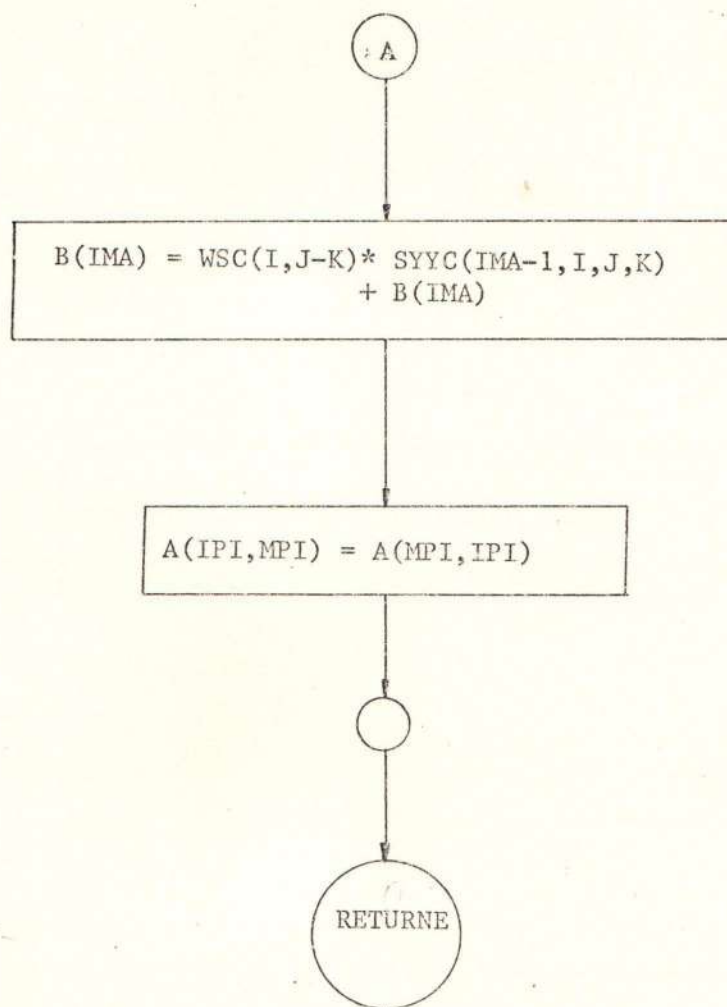 A
B(IMA) = WSC(I,J-K)* SYYC(IMA-1,I,J,K)
+ B(IMA)
A(IPI,MPI) = A(MPI,IPI)
RETURNE